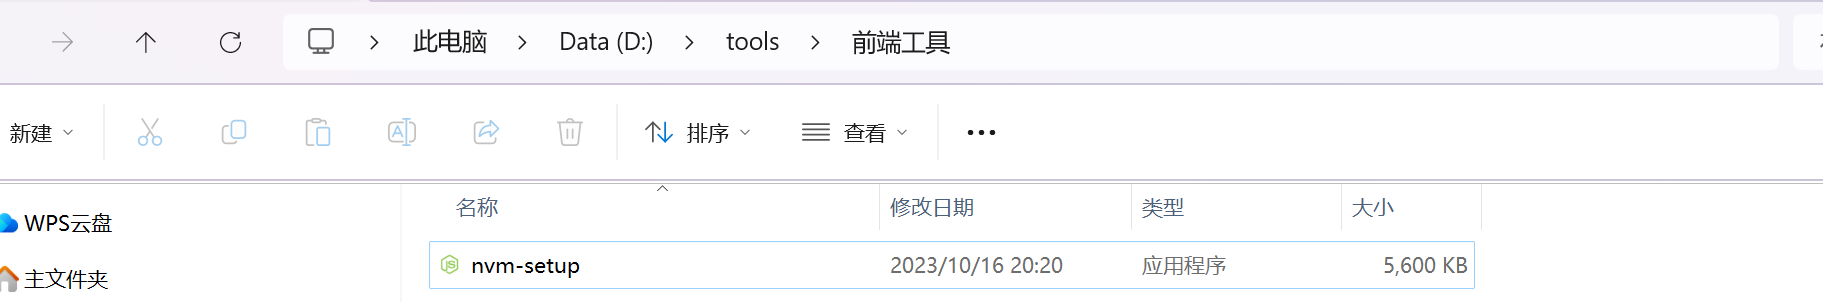 此电脑 > Data (D:) > tools > 前端工具
新建 排序 查看 •••
名称 修改日期 类型 大小
WPS云盘
nvm-setup 2023/10/16 20:20 应用程序 5,600 KB
主文件夹